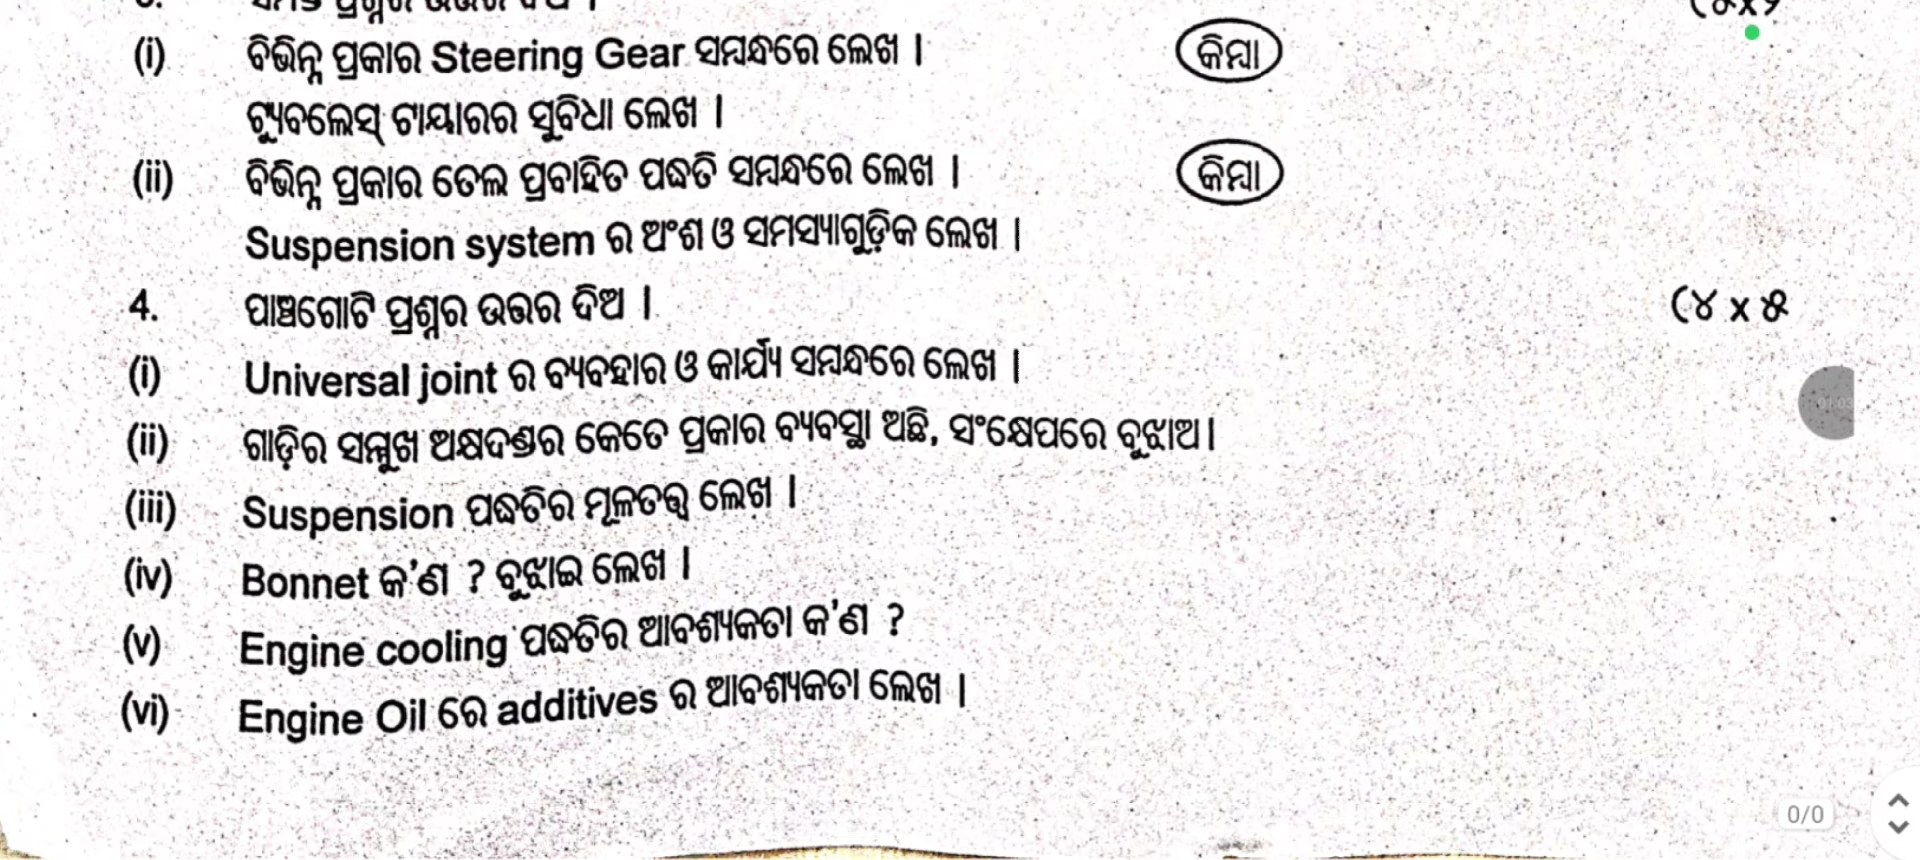 (i) ବିଭିନ୍ନ ପ୍ରକାର Steering Gear ସମ୍ବନ୍ଧରେ ଲେଖ । କିମ୍ବା
ଟ୍ୟୁବଲେସ୍ ଟାୟାରର ସୁବିଧା ଲେଖ ।
(ii) ବିଭିନ୍ନ ପ୍ରକାର ତେଲ ପ୍ରବାହିତ ପଦ୍ଧତି ସମ୍ବନ୍ଧରେ ଲେଖ । କିମ୍ବା
Suspension system ର ଅଂଶ ଓ ସମସ୍ୟାଗୁଡ଼ିକ ଲେଖ ।
4. ପାଞ୍ଚଗୋଟି ପ୍ରଶ୍ନର ଉତ୍ତର ଦିଅ । (୪ x ୫
(i) Universal joint ର ବ୍ୟବହାର ଓ କାର୍ଯ୍ୟ ସମ୍ବନ୍ଧରେ ଲେଖ ।
(ii) ଗାଡ଼ିର ସମ୍ମୁଖ ଅକ୍ଷଦଣ୍ଡର କେତେ ପ୍ରକାର ବ୍ୟବସ୍ଥା ଅଛି, ସଂକ୍ଷେପରେ ବୁଝାଅ।
(iii) Suspension ପଦ୍ଧତିର ମୂଳତତ୍ତ୍ୱ ଲେଖ ।
(iv) Bonnet କ'ଣ ? ବୁଝାଇ ଲେଖ ।
(v) Engine cooling ପଦ୍ଧତିର ଆବଶ୍ୟକତା କ'ଣ ?
(vi) Engine Oil ରେ additives ର ଆବଶ୍ୟକତା ଲେଖ ।
01:03
0/0